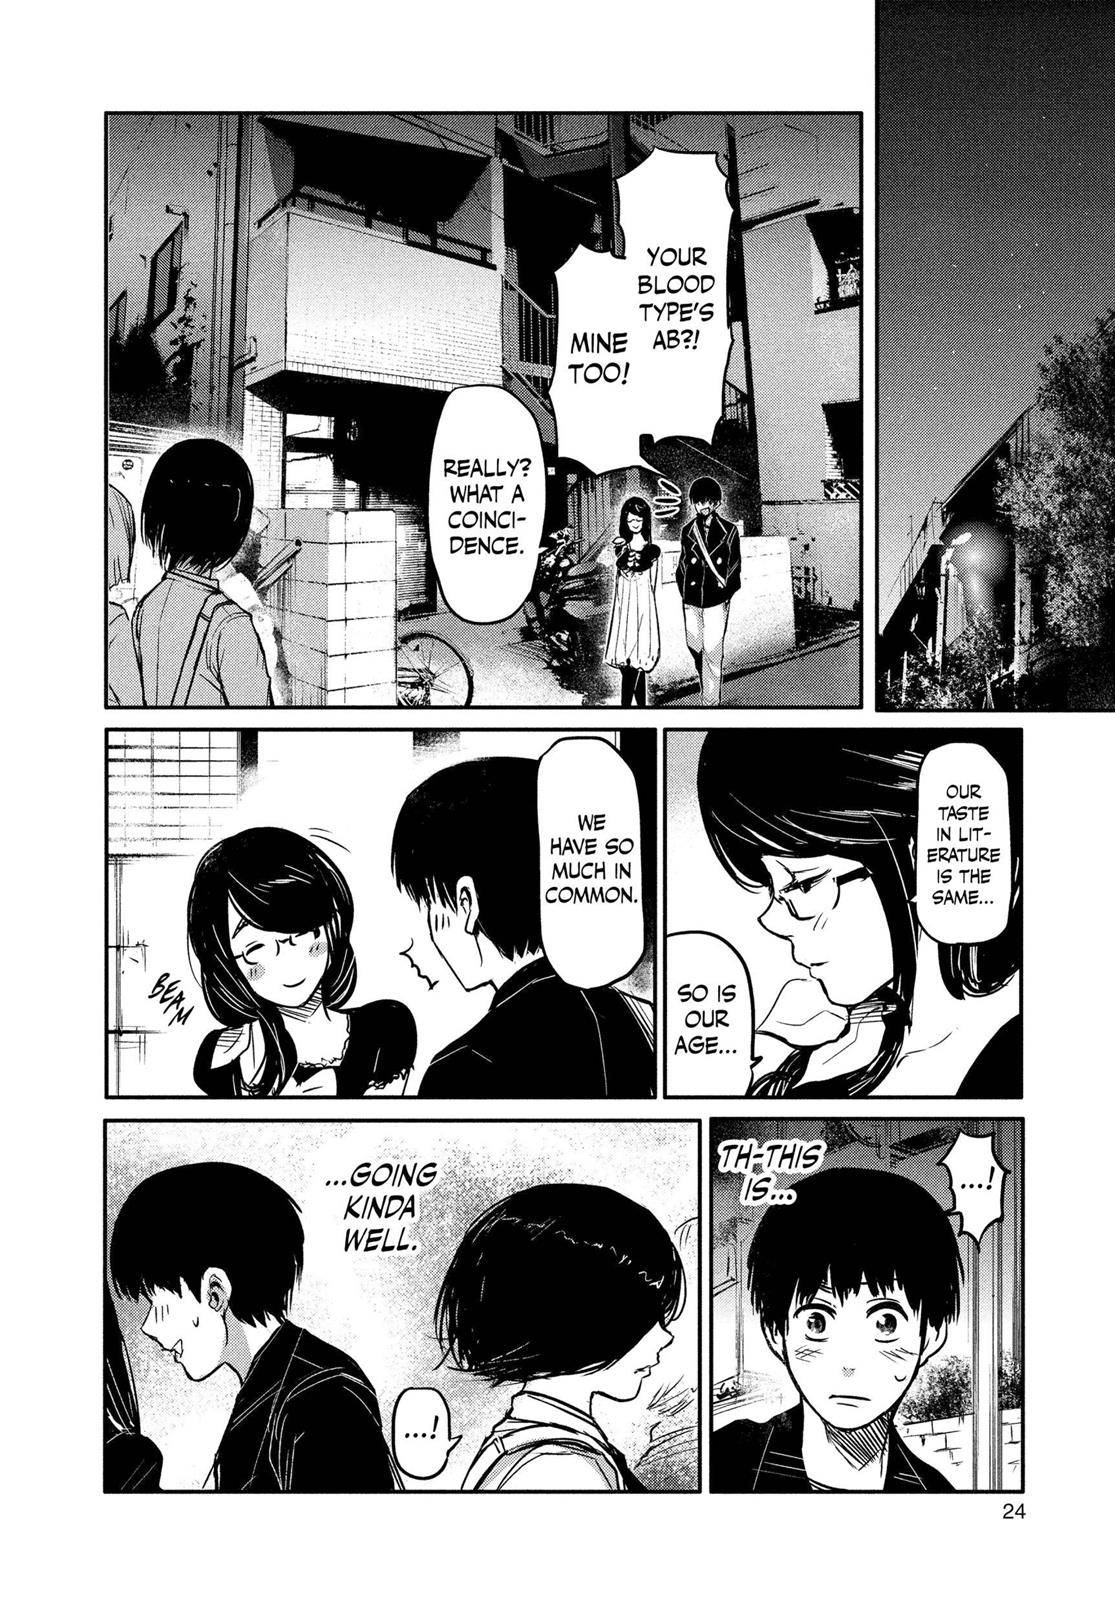 YOUR
BLOOD
TYPE'S
AB?!
MINE
TOO!
REALLY?
WHAT A
COINCI-
DENCE.
OUR
TASTE
IN LIT-
ERATURE
IS THE
SAME...
SO IS
OUR
AGE...
WE
HAVE SO
MUCH IN
COMMON.
BEAM
...!
TH-THIS
IS...
...GOING
KINDA
WELL.
...!
24